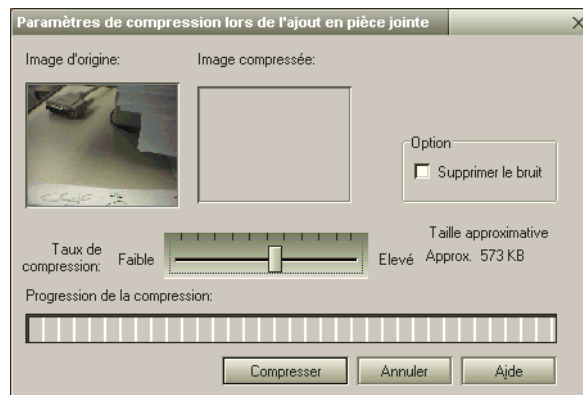 Paramètres de compression lors de l'ajout en pièce jointe
Image d'origine:
Image compressée:
Option
Supprimer le bruit
Taux de compression:
Faible
Elevé
Taille approximative
Approx. 573 KB
Progression de la compression:
Compresser
Annuler
Aide